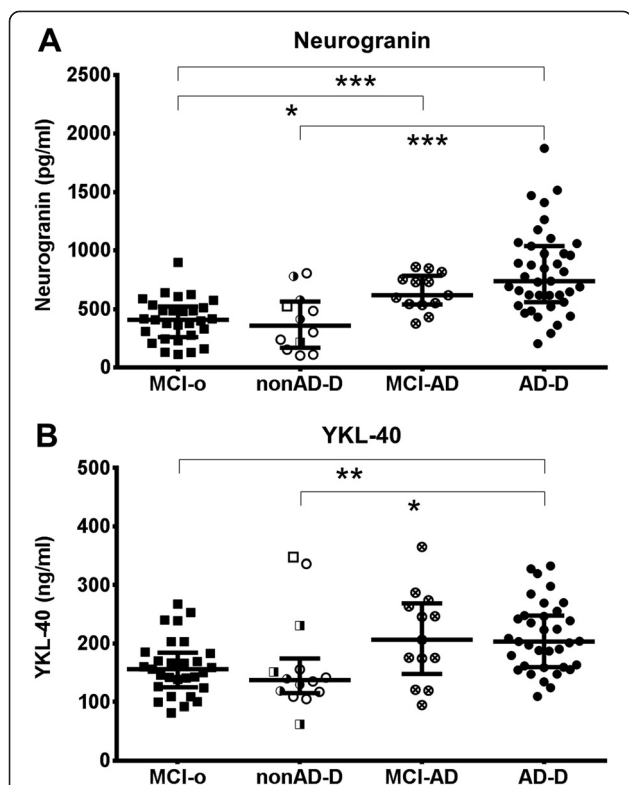 A
Neurogranin
2500
***
2000
*
***
1500
1000
500
0
Neurogranin (pg/ml)
MCI-o nonAD-D MCI-AD AD-D
B
YKL-40
500
**
400
*
300
200
100
0
YKL-40 (ng/ml)
MCI-o nonAD-D MCI-AD AD-D